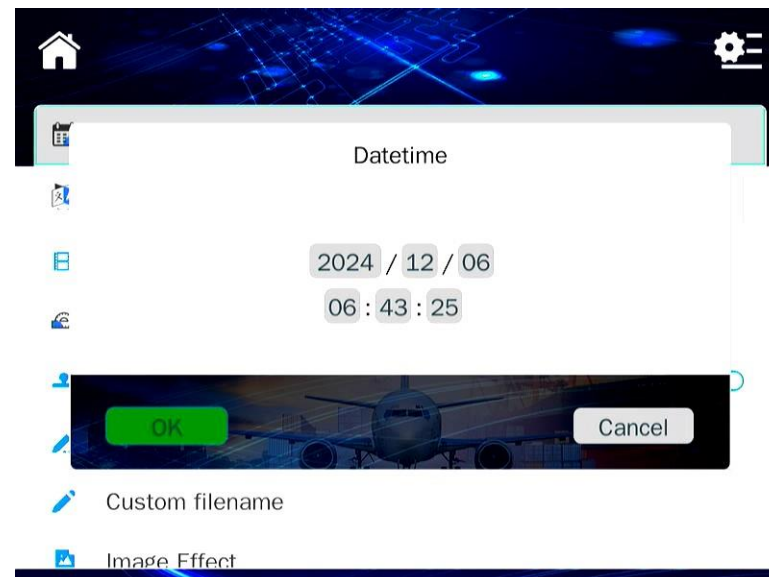 Datetime
2024 / 12 / 06
06 : 43 : 25
OK
Cancel
Custom filename
Image Effect